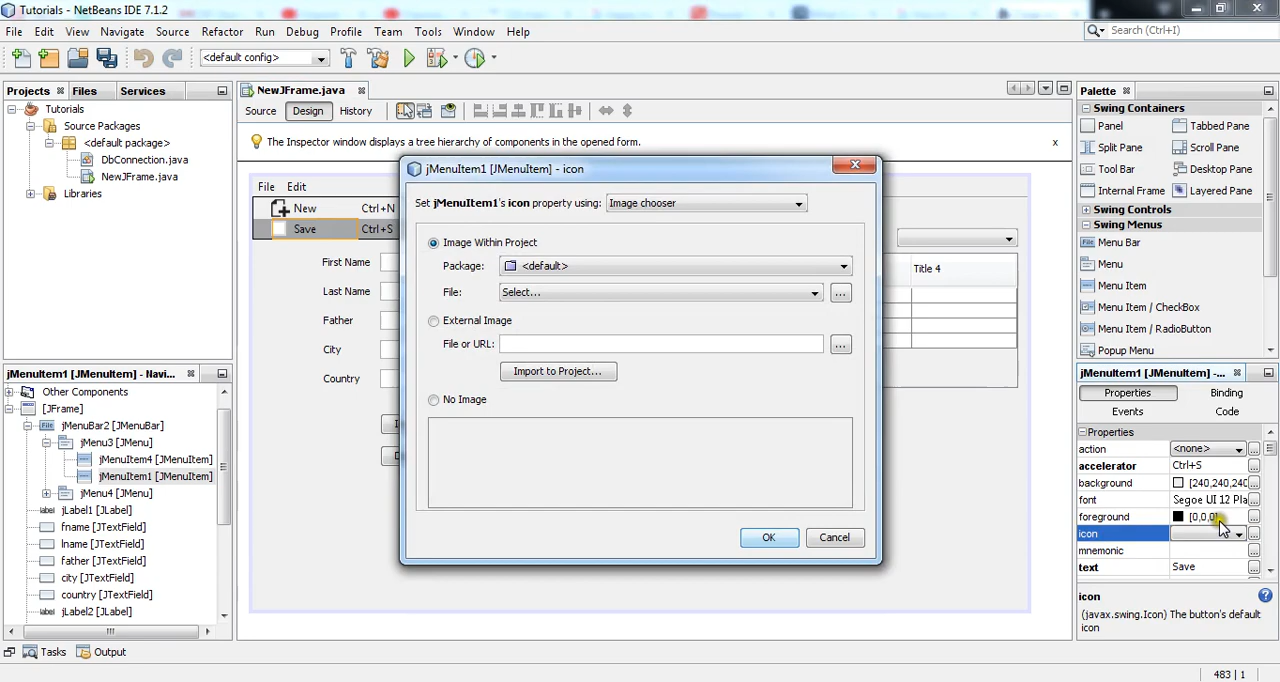 Tutorials - NetBeans IDE 7.1.2
File Edit View Navigate Source Refactor Run Debug Profile Team Tools Window Help
Search (Ctrl+I)
<default config>
Projects Files Services
NewJFrame.java
Palette
Tutorials
Source Packages
<default package>
DbConnection.java
NewJFrame.java
Libraries
Source Design History
The Inspector window displays a tree hierarchy of components in the opened form.
x
File Edit
New Ctrl+N
Save Ctrl+S
First Name
Last Name
Father
City
Country
Title 4
jMenuItem1 [JMenuItem] - icon
Set jMenuItem1's icon property using: Image chooser
Image Within Project
Package: <default>
File: Select... ...
External Image
File or URL: ...
Import to Project...
No Image
OK Cancel
Swing Containers
Panel Tabbed Pane
Split Pane Scroll Pane
Tool Bar Desktop Pane
Internal Frame Layered Pane
Swing Controls
Swing Menus
Menu Bar
Menu
Menu Item
Menu Item / CheckBox
Menu Item / RadioButton
Popup Menu
jMenuItem1 [JMenuItem] - Navi...
Other Components
[JFrame]
jMenuBar2 [JMenuBar]
jMenu3 [JMenu]
jMenuItem4 [JMenuItem]
jMenuItem1 [JMenuItem]
jMenu4 [JMenu]
jLabel1 [JLabel]
fname [JTextField]
lname [JTextField]
father [JTextField]
city [JTextField]
country [JTextField]
jLabel2 [JLabel]
jMenuItem1 [JMenuItem] -...
Properties Binding
Events Code
Properties
action <none> ...
accelerator Ctrl+S ...
background [240,240,240 ...
font Segoe UI 12 Pla ...
foreground [0,0,0] ...
icon ...
mnemonic ...
text Save ...
icon
(javax.swing.Icon) The button's default
icon
Tasks Output
483 | 1